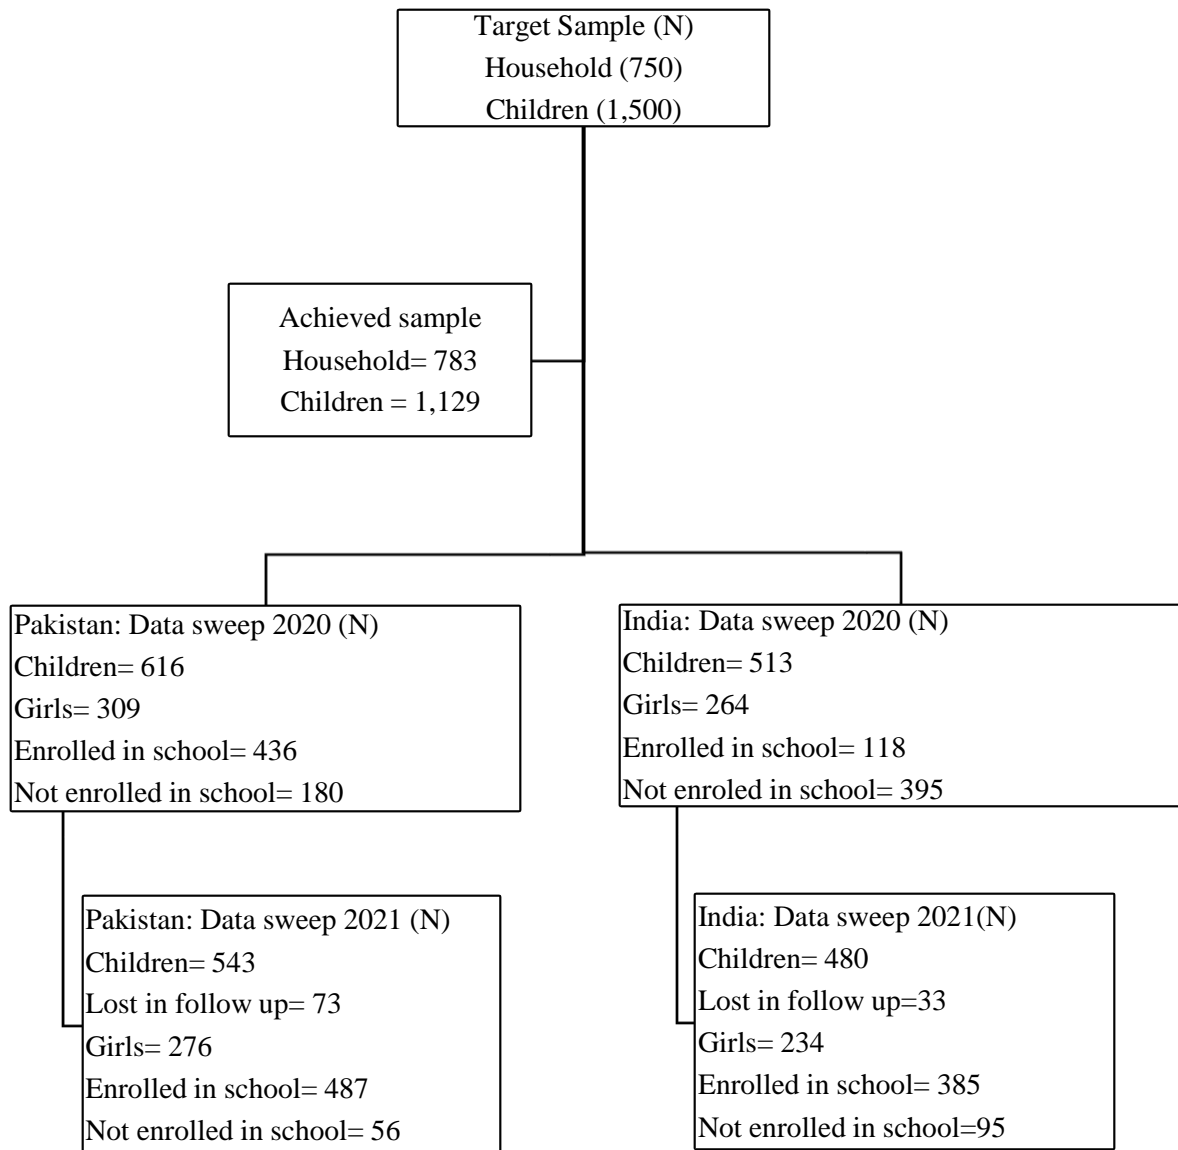 Target Sample (N)
Household (750)
Children (1,500)
Achieved sample
Household= 783
Children = 1,129
Pakistan: Data sweep 2020 (N)
Children= 616
Girls= 309
Enrolled in school= 436
Not enrolled in school= 180
India: Data sweep 2020 (N)
Children= 513
Girls= 264
Enrolled in school= 118
Not enroled in school= 395
Pakistan: Data sweep 2021 (N)
Children= 543
Lost in follow up= 73
Girls= 276
Enrolled in school= 487
Not enrolled in school= 56
India: Data sweep 2021(N)
Children= 480
Lost in follow up=33
Girls= 234
Enrolled in school= 385
Not enrolled in school=95